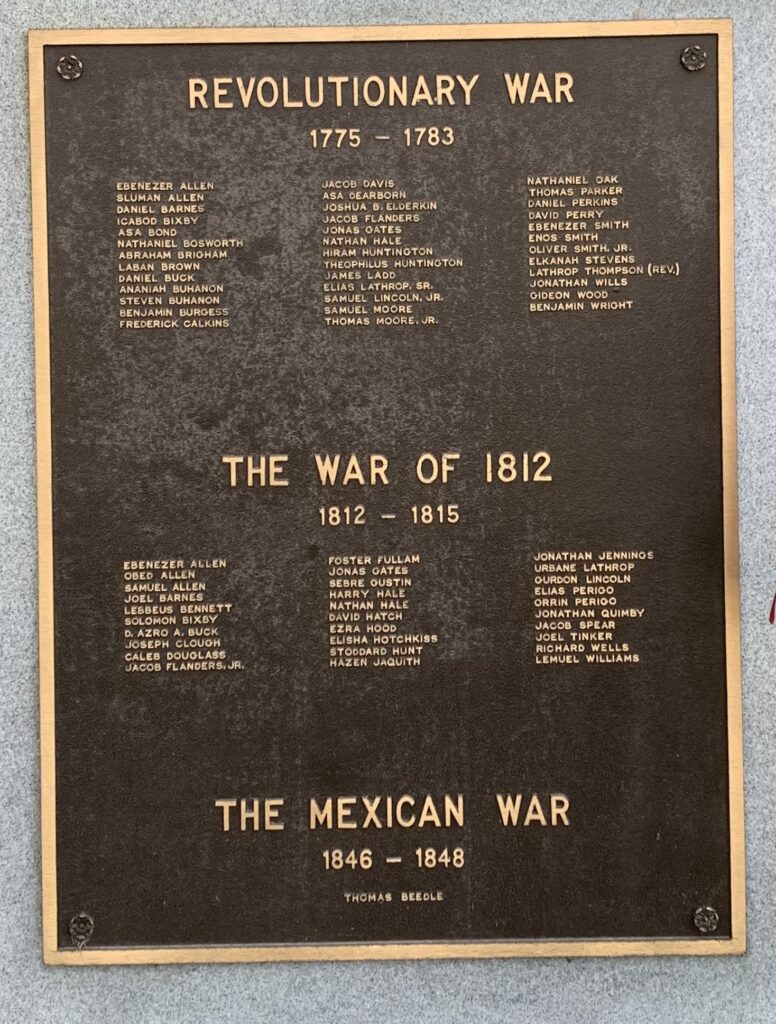 REVOLUTIONARY WAR
1775 – 1783
EBENEZER ALLEN
SLUMAN ALLEN
DANIEL BARNES
ICABOD BIXBY
ASA BOND
NATHANIEL BOSWORTH
ABRAHAM BRIGHAM
LABAN BROWN
DANIEL BUCK
ANANIAH BUHANON
STEVEN BUHANON
BENJAMIN BURGESS
FREDERICK CALKINS
JACOB DAVIS
ASA DEARBORN
JOSHUA B. ELDERKIN
JACOB FLANDERS
JONAS GATES
NATHAN HALE
HIRAM HUNTINGTON
THEOPHILUS HUNTINGTON
JAMES LADD
ELIAS LATHROP, SR.
SAMUEL LINCOLN, JR.
SAMUEL MOORE
THOMAS MOORE, JR.
NATHANIEL OAK
THOMAS PARKER
DANIEL PERKINS
DAVID PERRY
EBENEZER SMITH
ENOS SMITH
OLIVER SMITH, JR.
ELKANAH STEVENS
LATHROP THOMPSON (REV.)
JONATHAN WILLS
GIDEON WOOD
BENJAMIN WRIGHT
THE WAR OF 1812
1812 – 1815
EBENEZER ALLEN
OBED ALLEN
SAMUEL ALLEN
JOEL BARNES
LEBBEUS BENNETT
SOLOMON BIXBY
D. AZRO A. BUCK
JOSEPH CLOUGH
CALEB DOUGLASS
JACOB FLANDERS, JR.
FOSTER FULLAM
JONAS GATES
SEBRE GUSTIN
HARRY HALE
NATHAN HALE
DAVID HATCH
EZRA HOOD
ELISHA HOTCHKISS
STODDARD HUNT
HAZEN JAQUITH
JONATHAN JENNINGS
URBANE LATHROP
GURDON LINCOLN
ELIAS PERIGO
ORRIN PERIGO
JONATHAN QUIMBY
JACOB SPEAR
JOEL TINKER
RICHARD WELLS
LEMUEL WILLIAMS
THE MEXICAN WAR
1846 – 1848
THOMAS BEEDLE